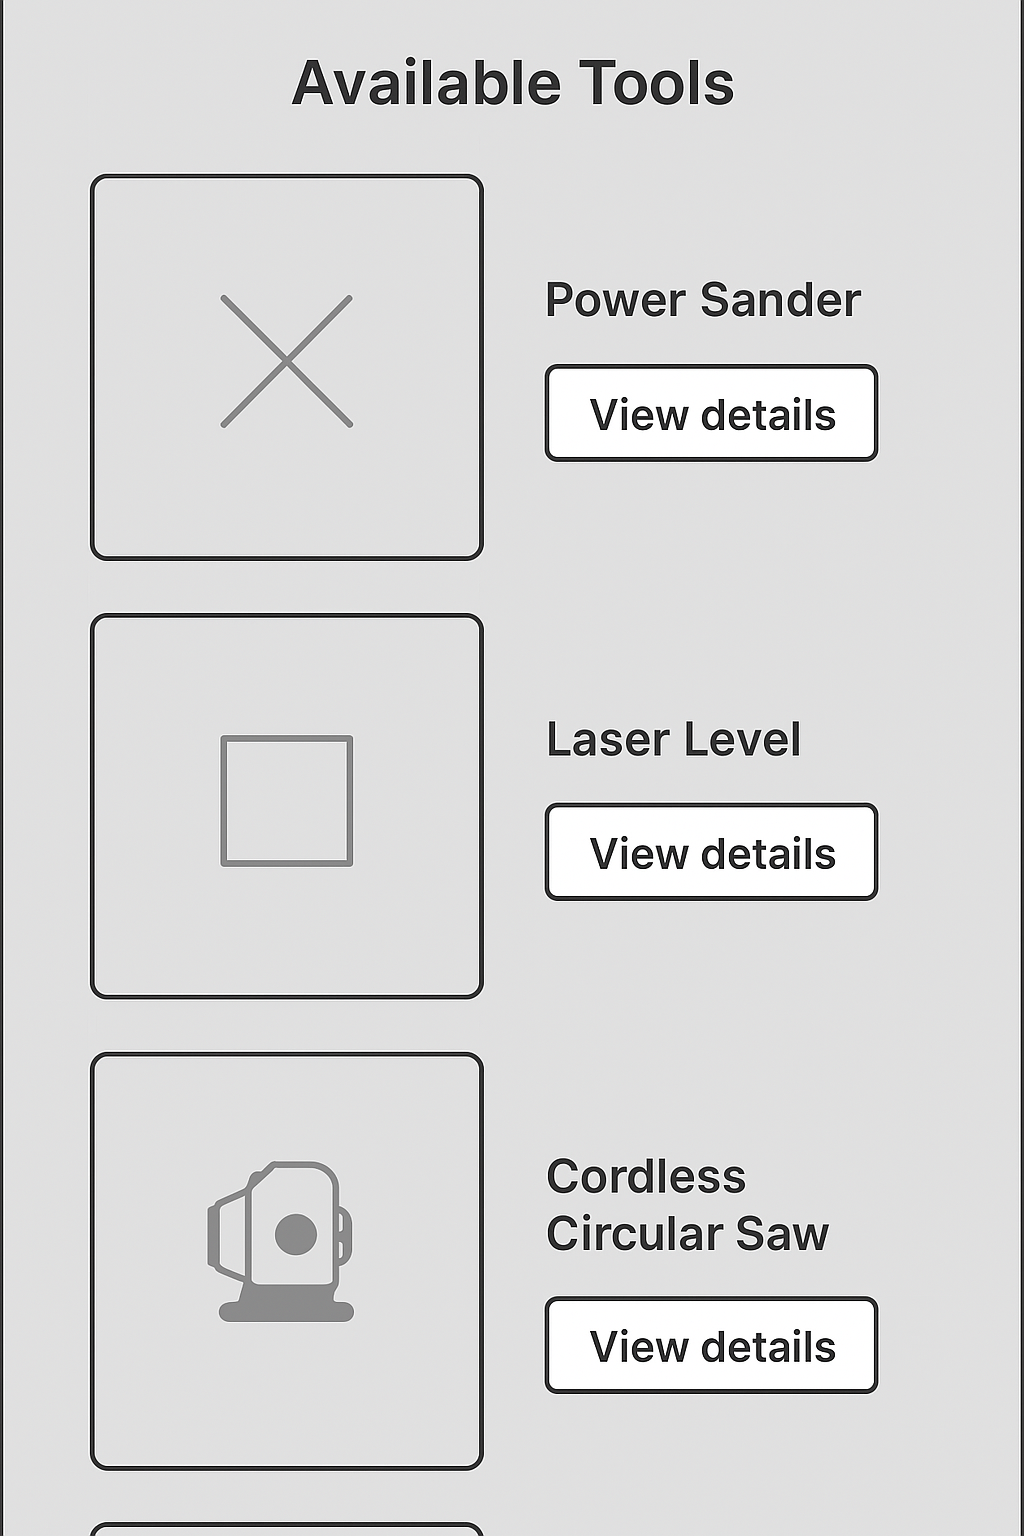 Available Tools
Power Sander
View details
Laser Level
View details
Cordless
Circular Saw
View details